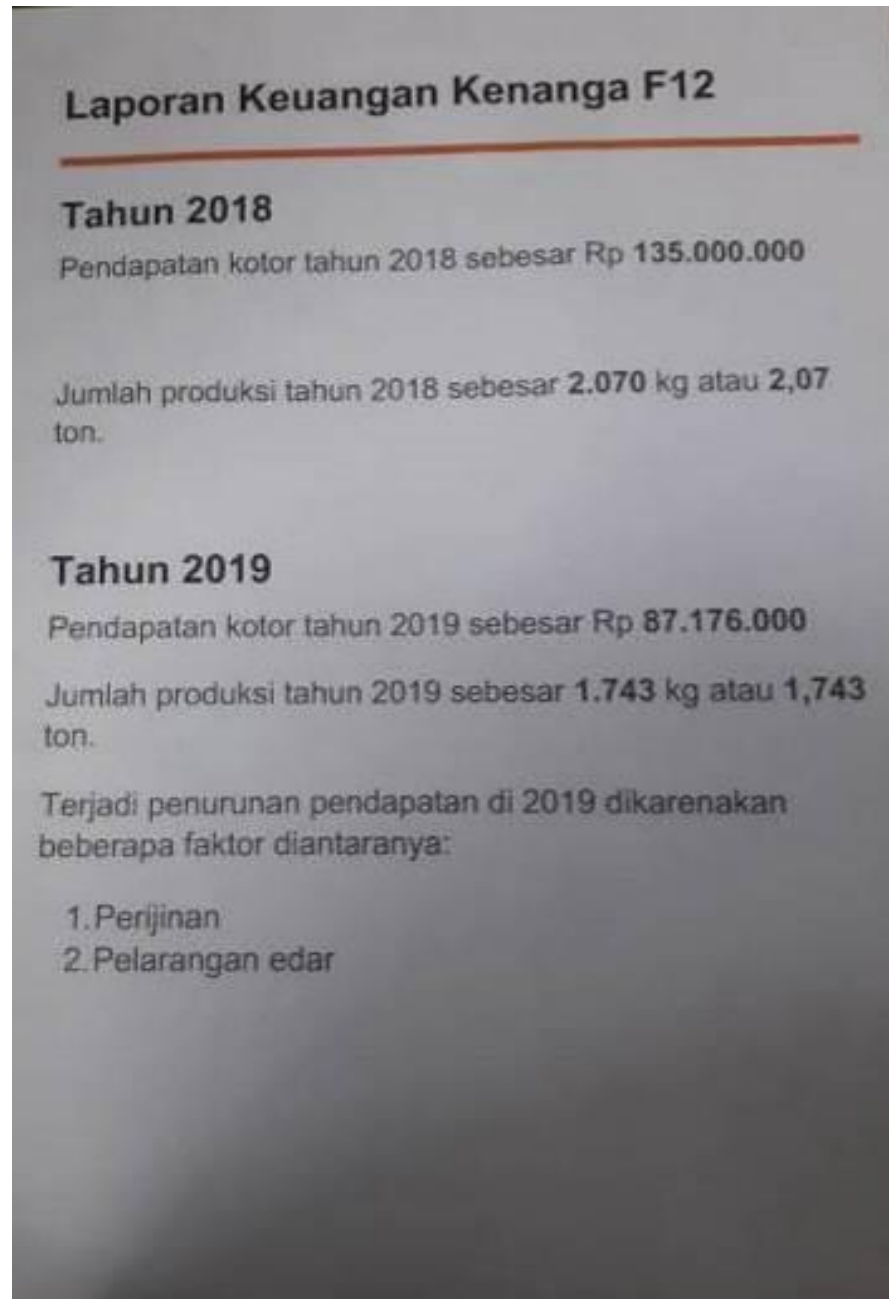 Laporan Keuangan Kenanga F12
Tahun 2018
Pendapatan kotor tahun 2018 sebesar Rp 135.000.000
Jumlah produksi tahun 2018 sebesar 2.070 kg atau 2,07
ton.
Tahun 2019
Pendapatan kotor tahun 2019 sebesar Rp 87.176.000
Jumlah produksi tahun 2019 sebesar 1.743 kg atau 1,743
ton.
Terjadi penurunan pendapatan di 2019 dikarenakan
beberapa faktor diantaranya:
1. Perijinan
2. Pelarangan edar